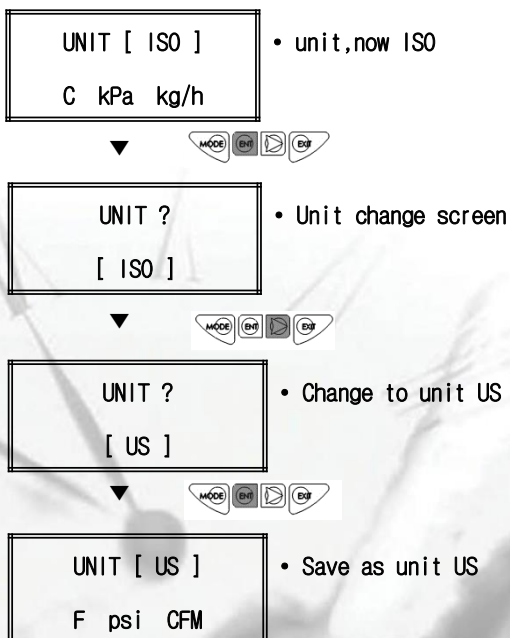 UNIT [ ISO ] • unit,now ISO
C kPa kg/h
▼ MODE ENT EXIT
UNIT ? • Unit change screen
[ ISO ]
▼ MODE ENT EXIT
UNIT ? • Change to unit US
[ US ]
▼ MODE ENT EXIT
UNIT [ US ] • Save as unit US
F psi CFM